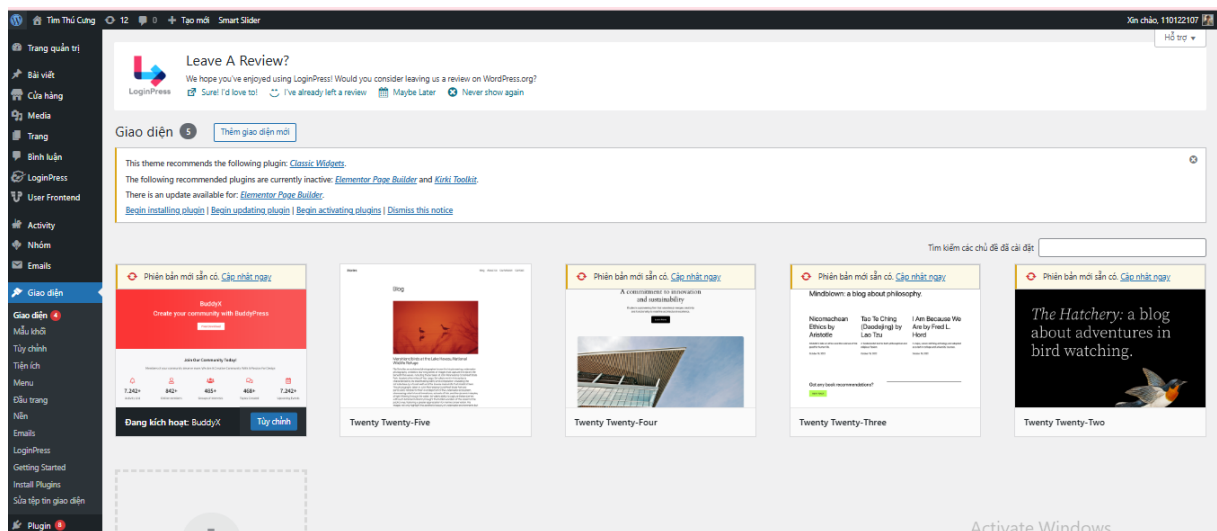 Tìm Thú Cưng 12 0 Tạo mới Smart Slider Xin chào, 110122107
Hỗ trợ
Trang quản trị
Bài viết
Cửa hàng
Media
Trang
Bình luận
LoginPress
User Frontend
Activity
Nhóm
Emails
Giao diện
Giao diện 4
Mẫu khối
Tùy chỉnh
Tiện ích
Menu
Đầu trang
Nền
Emails
LoginPress
Getting Started
Install Plugins
Sửa tệp tin giao diện
Plugin 8
LoginPress
Leave A Review?
We hope you've enjoyed using LoginPress! Would you consider leaving us a review on WordPress.org?
Sure! I'd love to! I've already left a review Maybe Later Never show again
Giao diện 5 Thêm giao diện mới
This theme recommends the following plugin: Classic Widgets.
The following recommended plugins are currently inactive: Elementor Page Builder and Kirki Toolkit.
There is an update available for: Elementor Page Builder.
Begin installing plugin | Begin updating plugin | Begin activating plugins | Dismiss this notice
Tìm kiếm các chủ đề đã cài đặt
Phiên bản mới sẵn có. Cập nhật ngay
BuddyX
Create your community with BuddyPress
Join Our Community Today!
7,242+ 842+ 465+ 468+ 7,242+
Đang kích hoạt: BuddyX Tùy chỉnh
Blog
Twenty Twenty-Five
Phiên bản mới sẵn có. Cập nhật ngay
A commitment to innovation
and sustainability
Twenty Twenty-Four
Phiên bản mới sẵn có. Cập nhật ngay
Mindblown: a blog about philosophy.
Nicomachean
Ethics by
Aristotle
Tao Te Ching
(Daodejing) by
Lao Tzu
I Am Because We
Are by Fred L.
Hord
Got any book recommendations?
Twenty Twenty-Three
Phiên bản mới sẵn có. Cập nhật ngay
The Hatchery: a blog
about adventures in
bird watching.
Twenty Twenty-Two
Activate Windows